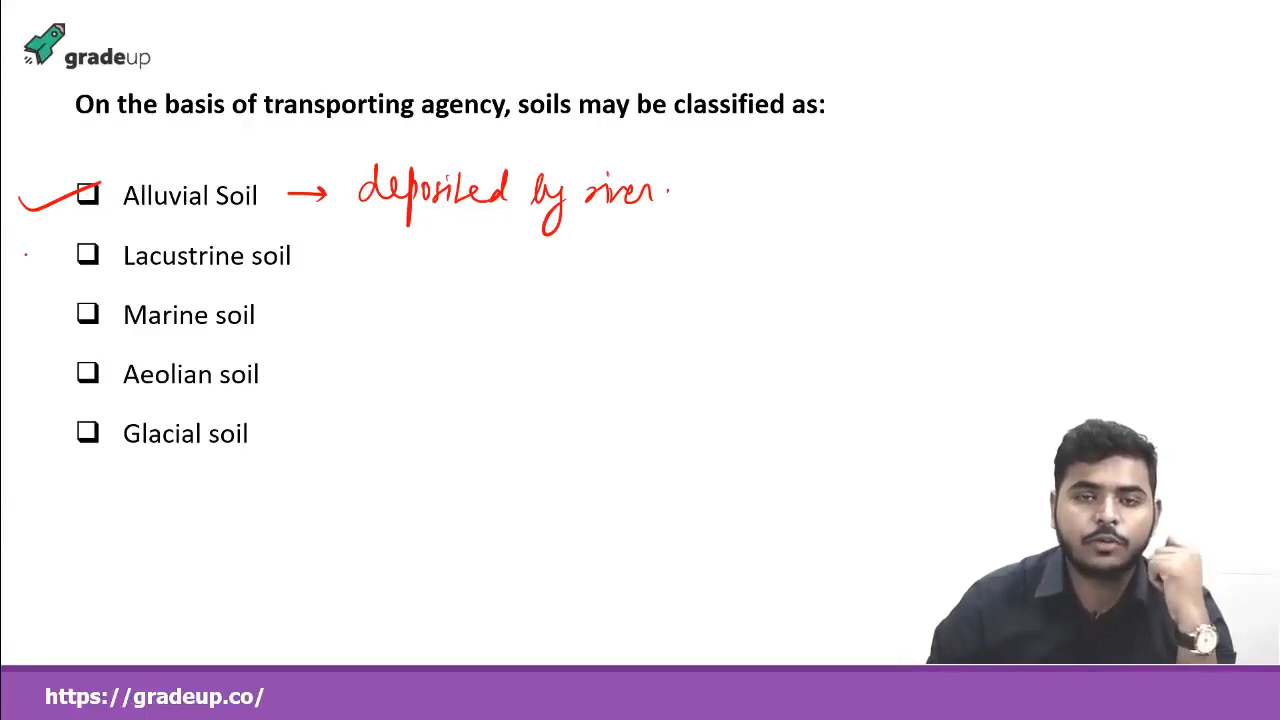 gradeup
On the basis of transporting agency, soils may be classified as:
Alluvial Soil → deposited by river
Lacustrine soil
Marine soil
Aeolian soil
Glacial soil
https://gradeup.co/